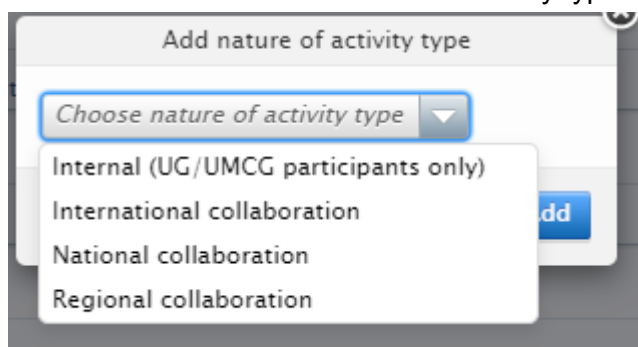 Add nature of activity type
Choose nature of activity type
Internal (UG/UMCG participants only)
International collaboration
dd
National collaboration
Regional collaboration